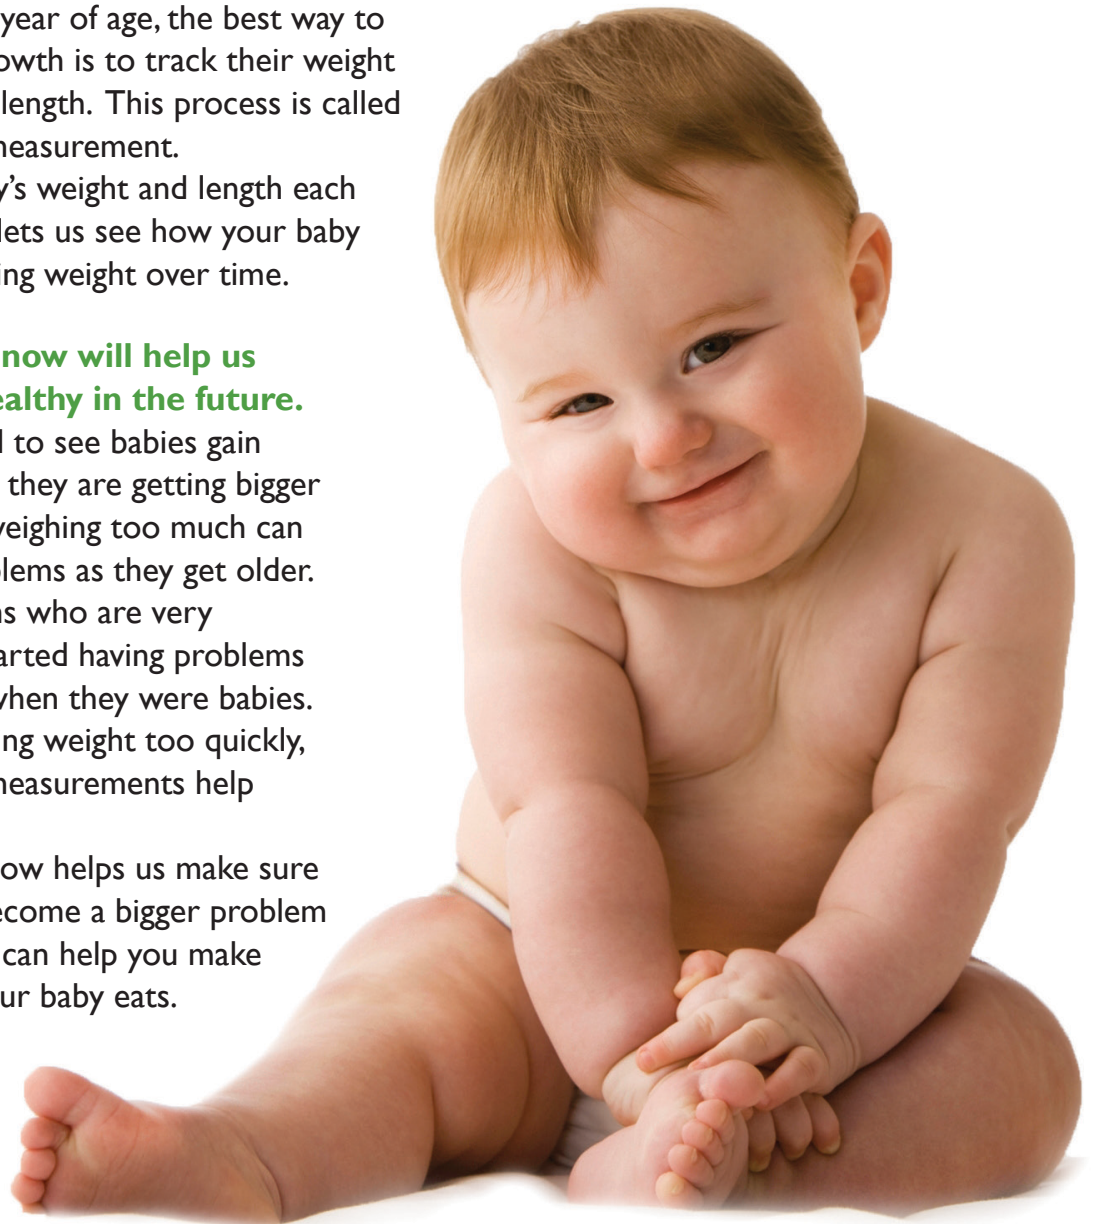 year of age, the best way to
owth is to track their weight
length. This process is called
measurement.
y’s weight and length each
lets us see how your baby
ing weight over time.
now will help us
ealthy in the future.
to see babies gain
they are getting bigger
weighing too much can
lems as they get older.
s who are very
arted having problems
when they were babies.
ng weight too quickly,
measurements help
ow helps us make sure
ecome a bigger problem
can help you make
ur baby eats.